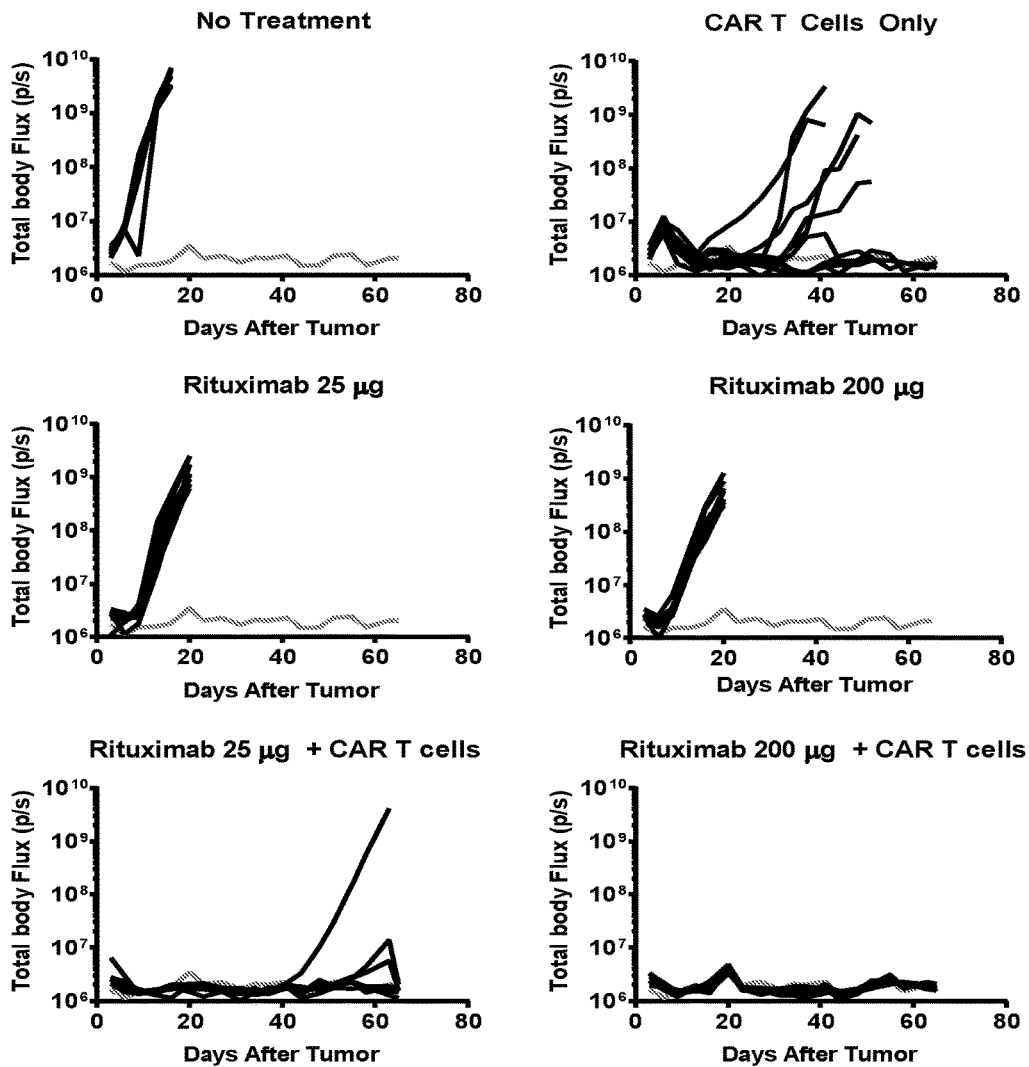 No Treatment
Total body Flux (p/s)
10¹⁰
10⁹
10⁸
10⁷
10⁶
0 20 40 60 80
Days After Tumor
CAR T Cells Only
Total body Flux (p/s)
10¹⁰
10⁹
10⁸
10⁷
10⁶
0 20 40 60 80
Days After Tumor
Rituximab 25 μg
Total body Flux (p/s)
10¹⁰
10⁹
10⁸
10⁷
10⁶
0 20 40 60 80
Days After Tumor
Rituximab 200 μg
Total body Flux (p/s)
10¹⁰
10⁹
10⁸
10⁷
10⁶
0 20 40 60 80
Days After Tumor
Rituximab 25 μg + CAR T cells
Total body Flux (p/s)
10¹⁰
10⁹
10⁸
10⁷
10⁶
0 20 40 60 80
Days After Tumor
Rituximab 200 μg + CAR T cells
Total body Flux (p/s)
10¹⁰
10⁹
10⁸
10⁷
10⁶
0 20 40 60 80
Days After Tumor